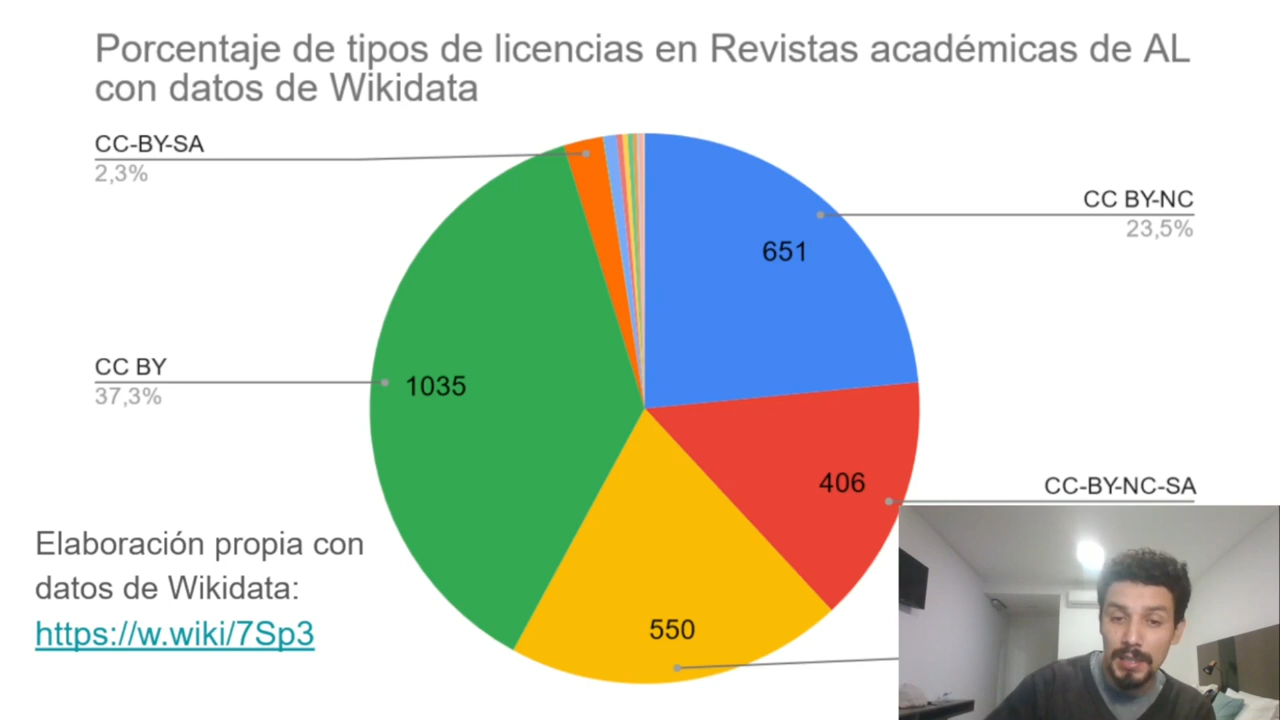 Porcentaje de tipos de licencias en Revistas académicas de AL
con datos de Wikidata
CC-BY-SA
2,3%
CC BY-NC
23,5%
651
CC BY
37,3%
1035
406
CC-BY-NC-SA
Elaboración propia con
datos de Wikidata:
https://w.wiki/7Sp3
550